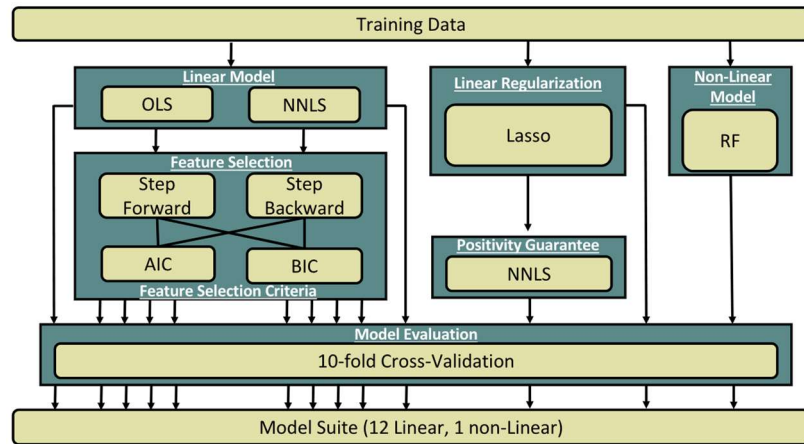 Training Data
Linear Model
OLS
NNLS
Feature Selection
Step
Forward
Step
Backward
AIC
BIC
Feature Selection Criteria
Linear Regularization
Lasso
Positivity Guarantee
NNLS
Non-Linear
Model
RF
Model Evaluation
10-fold Cross-Validation
Model Suite (12 Linear, 1 non-Linear)